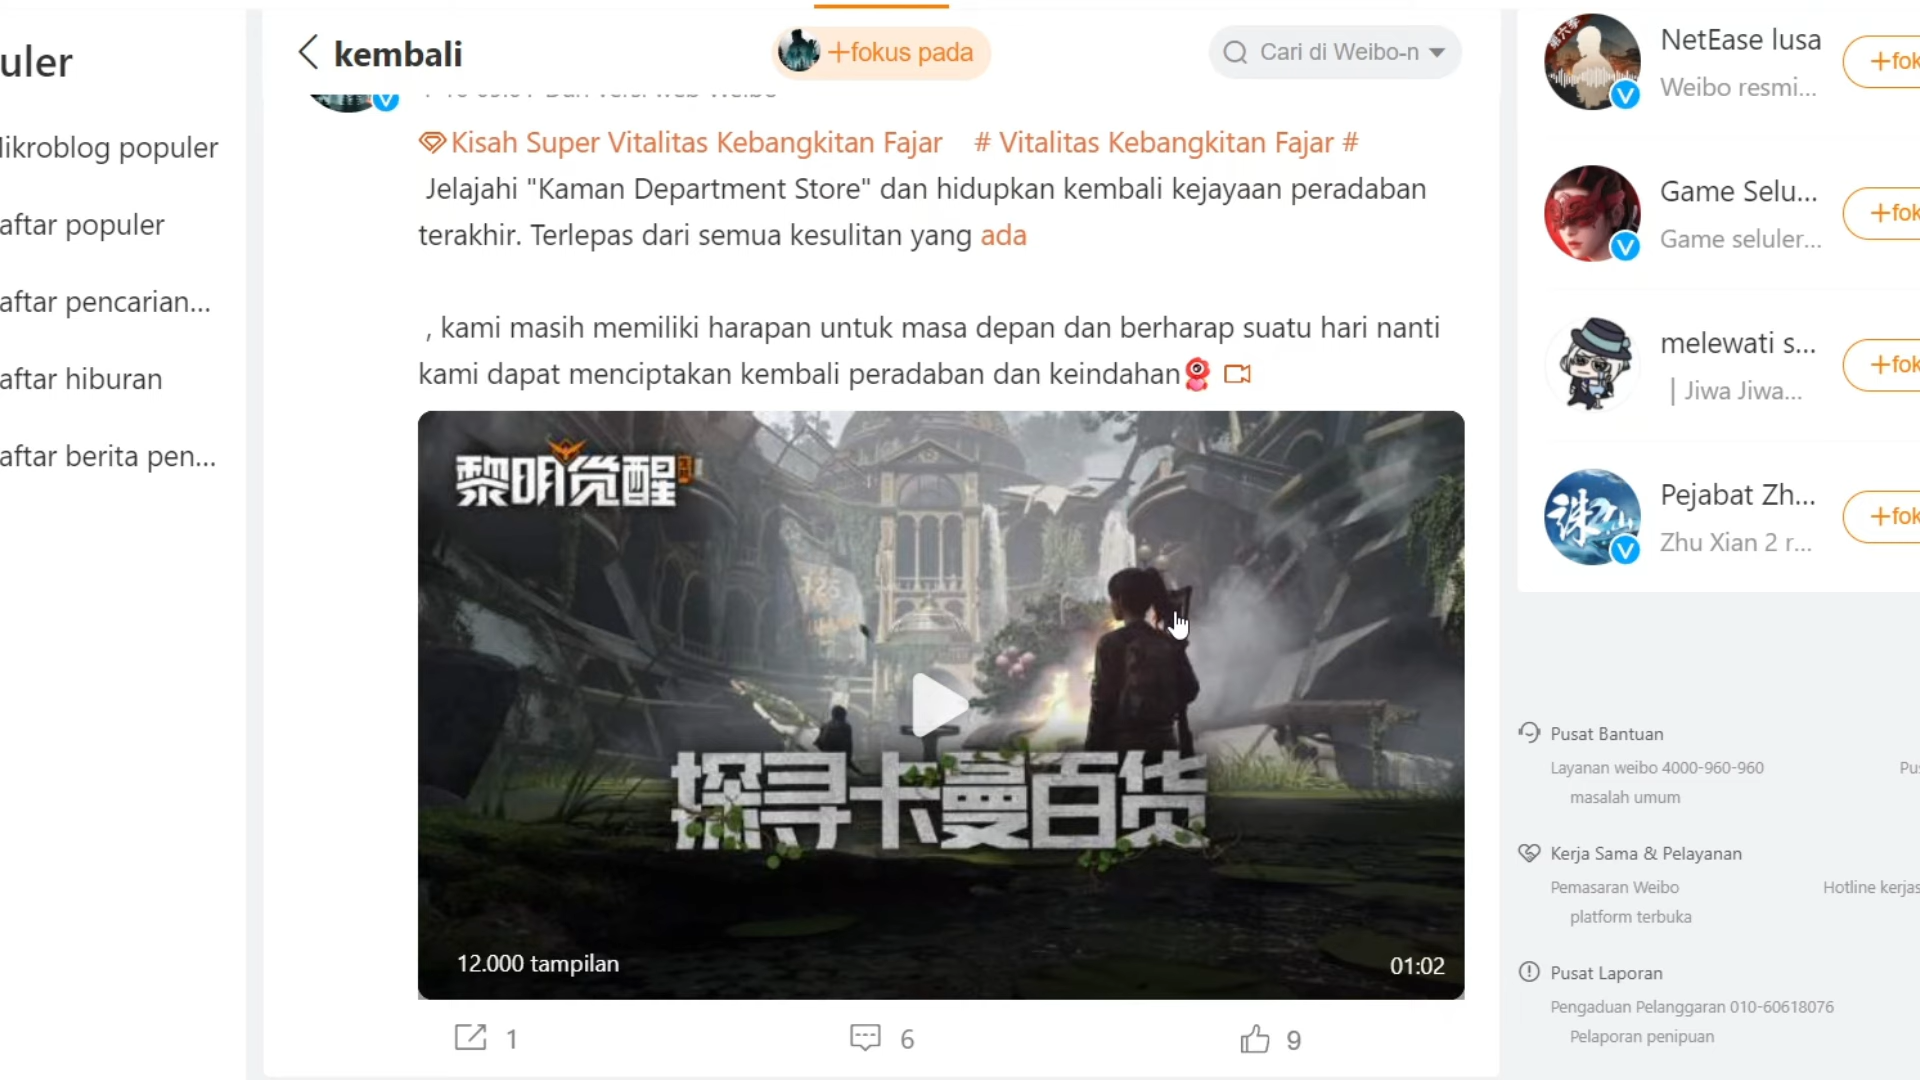 uler
ikroblog populer
aftar populer
aftar pencarian...
aftar hiburan
aftar berita pen...
kembali
+fokus pada
Cari di Weibo-n
Kisah Super Vitalitas Kebangkitan Fajar # Vitalitas Kebangkitan Fajar #
Jelajahi "Kaman Department Store" dan hidupkan kembali kejayaan peradaban
terakhir. Terlepas dari semua kesulitan yang ada
, kami masih memiliki harapan untuk masa depan dan berharap suatu hari nanti
kami dapat menciptakan kembali peradaban dan keindahan
黎明觉醒
探寻卡曼百货
12.000 tampilan
01:02
1
6
9
NetEase lusa
Weibo resmi...
+fok
Game Selu...
Game seluler...
+fok
melewati s...
| Jiwa Jiwa...
+fok
诛仙
Pejabat Zh...
Zhu Xian 2 r...
+fok
Pusat Bantuan
Layanan weibo 4000-960-960
Pus
masalah umum
Kerja Sama & Pelayanan
Pemasaran Weibo
Hotline kerjas
platform terbuka
Pusat Laporan
Pengaduan Pelanggaran 010-60618076
Pelaporan penipuan